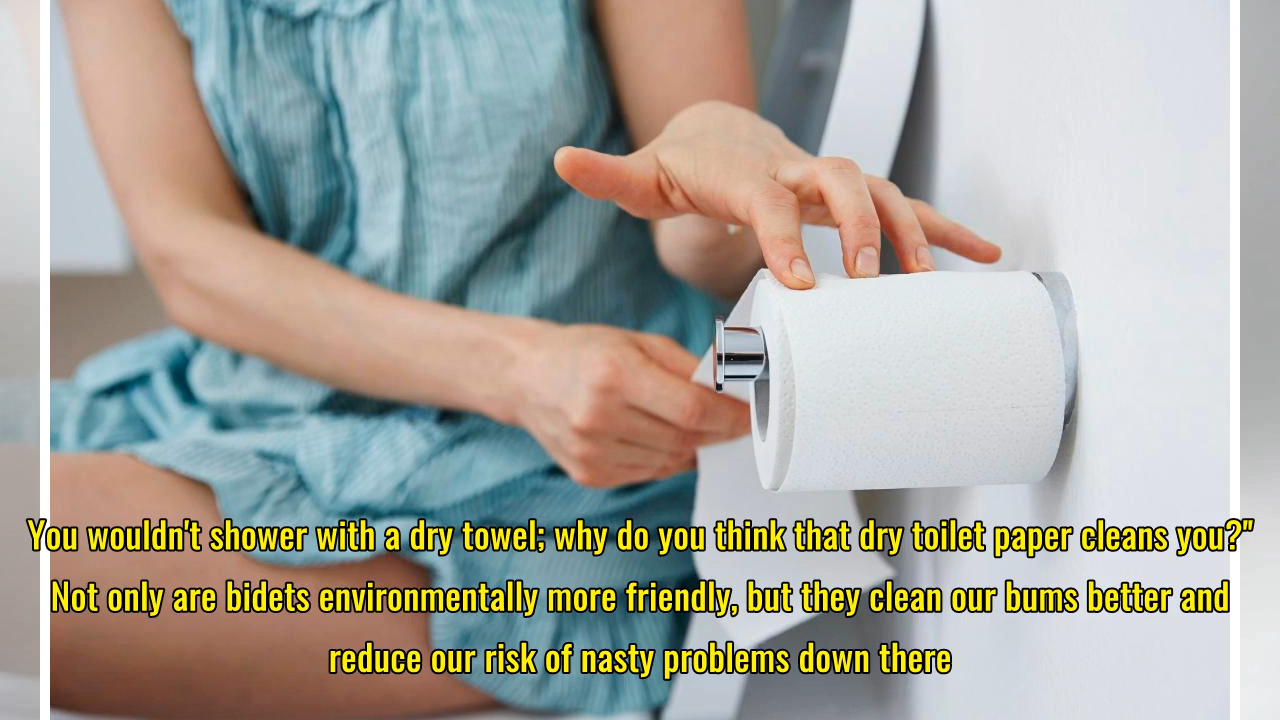 You wouldn't shower with a dry towel; why do you think that dry toilet paper cleans you?"
Not only are bidets environmentally more friendly, but they clean our bums better and
reduce our risk of nasty problems down there